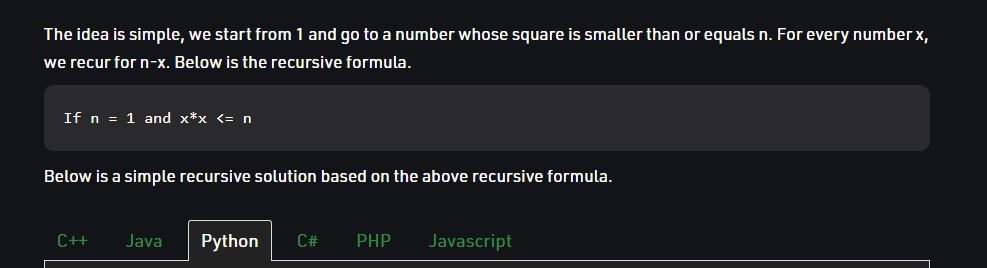 The idea is simple, we start from 1 and go to a number whose square is smaller than or equals n. For every number x,
we recur for n-x. Below is the recursive formula.
If n = 1 and x*x <= n
Below is a simple recursive solution based on the above recursive formula.
C++ Java Python C# PHP Javascript